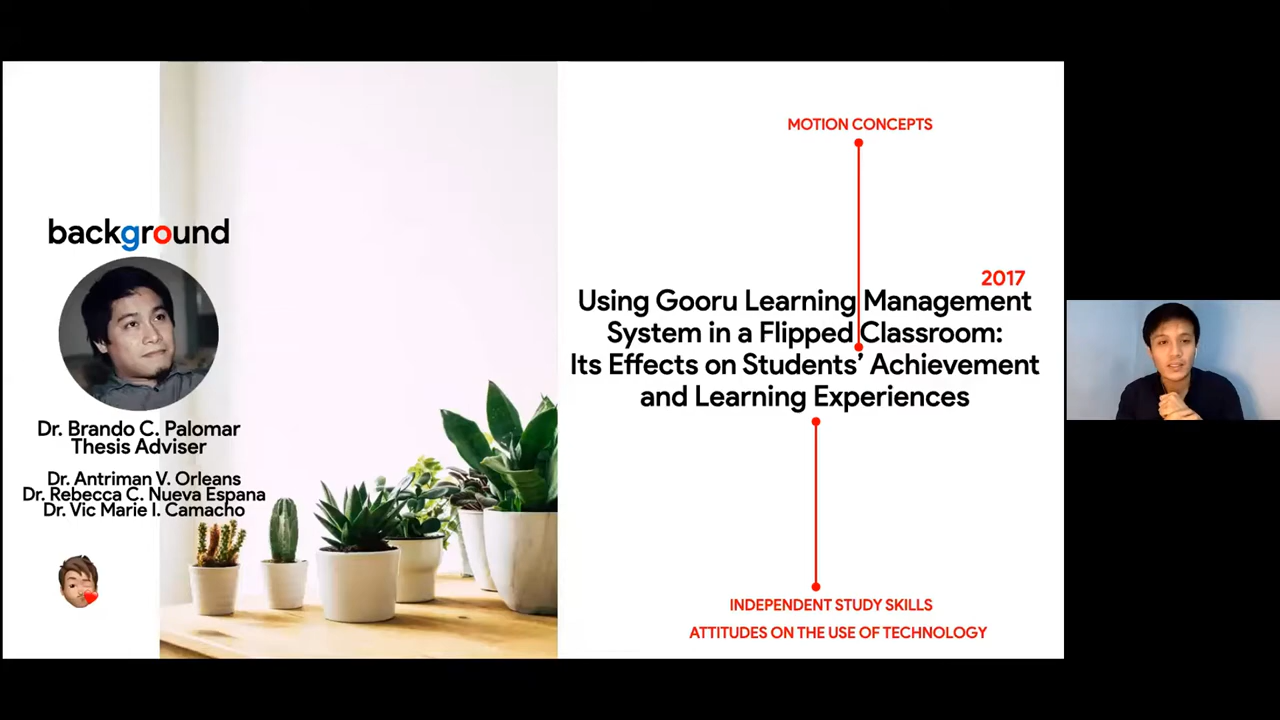 background
Dr. Brando C. Palomar
Thesis Adviser
Dr. Antriman V. Orleans
Dr. Rebecca C. Nueva Espana
Dr. Vic Marie I. Camacho
MOTION CONCEPTS
2017
Using Gooru Learning Management
System in a Flipped Classroom:
Its Effects on Students’ Achievement
and Learning Experiences
INDEPENDENT STUDY SKILLS
ATTITUDES ON THE USE OF TECHNOLOGY